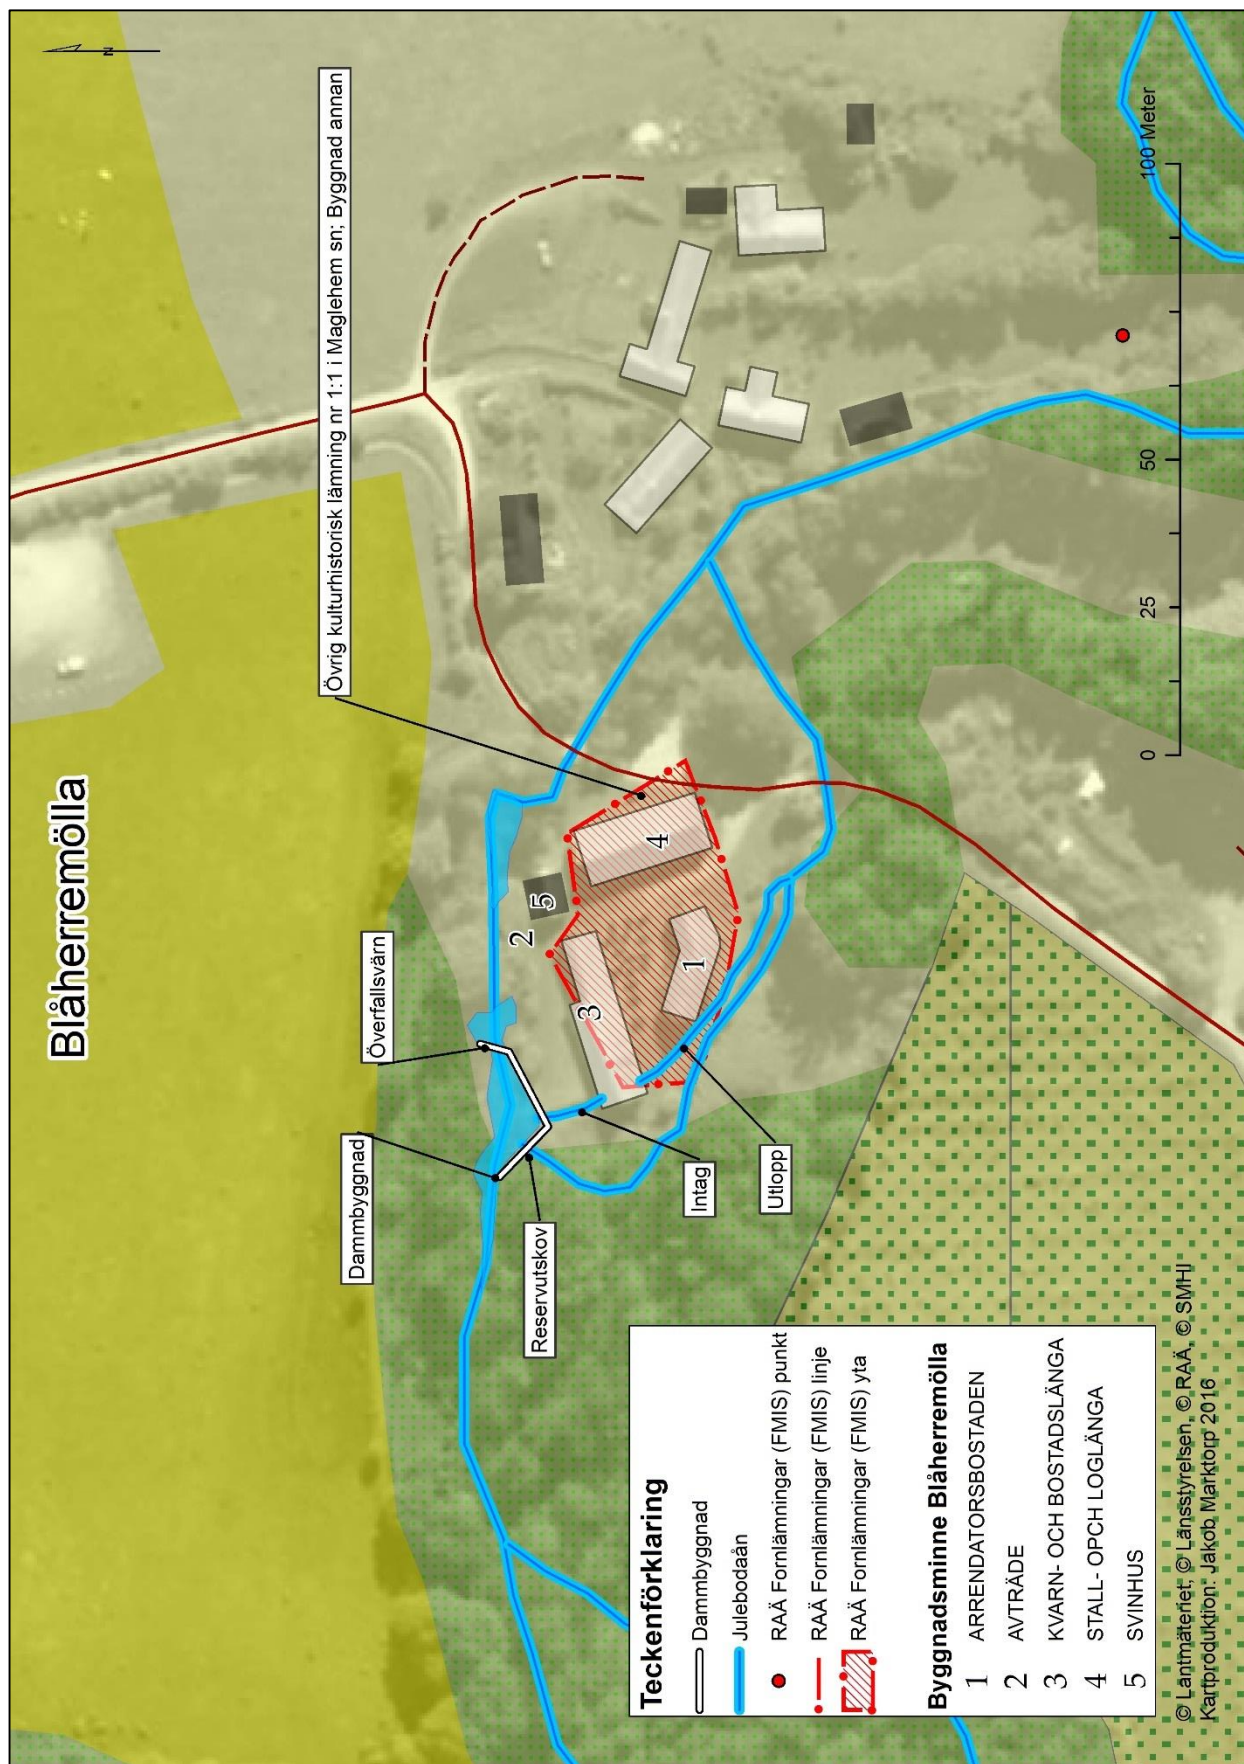 Blåherremölla
N
Övrig kulturhistorisk lämning nr 1:1 i Maglehem sn; Byggnad annan
Överfallsvärn
Dammbyggnad
Reservutskov
Intag
Utlopp
2
5
3
4
1
0
25
50
100 Meter
Teckenförklaring
Dammbyggnad
Julebodaån
RAÄ Fornlämningar (FMIS) punkt
RAÄ Fornlämningar (FMIS) linje
RAÄ Fornlämningar (FMIS) yta
Byggnadsminne Blåherremölla
1 ARRENDATORSBOSTADEN
2 AVTRÄDE
3 KVARN- OCH BOSTADSLÄNGA
4 STALL- OPCH LOGLÄNGA
5 SVINHUS
© Lantmäteriet, © Länsstyrelsen, © RAÄ, © SMHI
Kartproduktion: Jakob Marktorp 2016